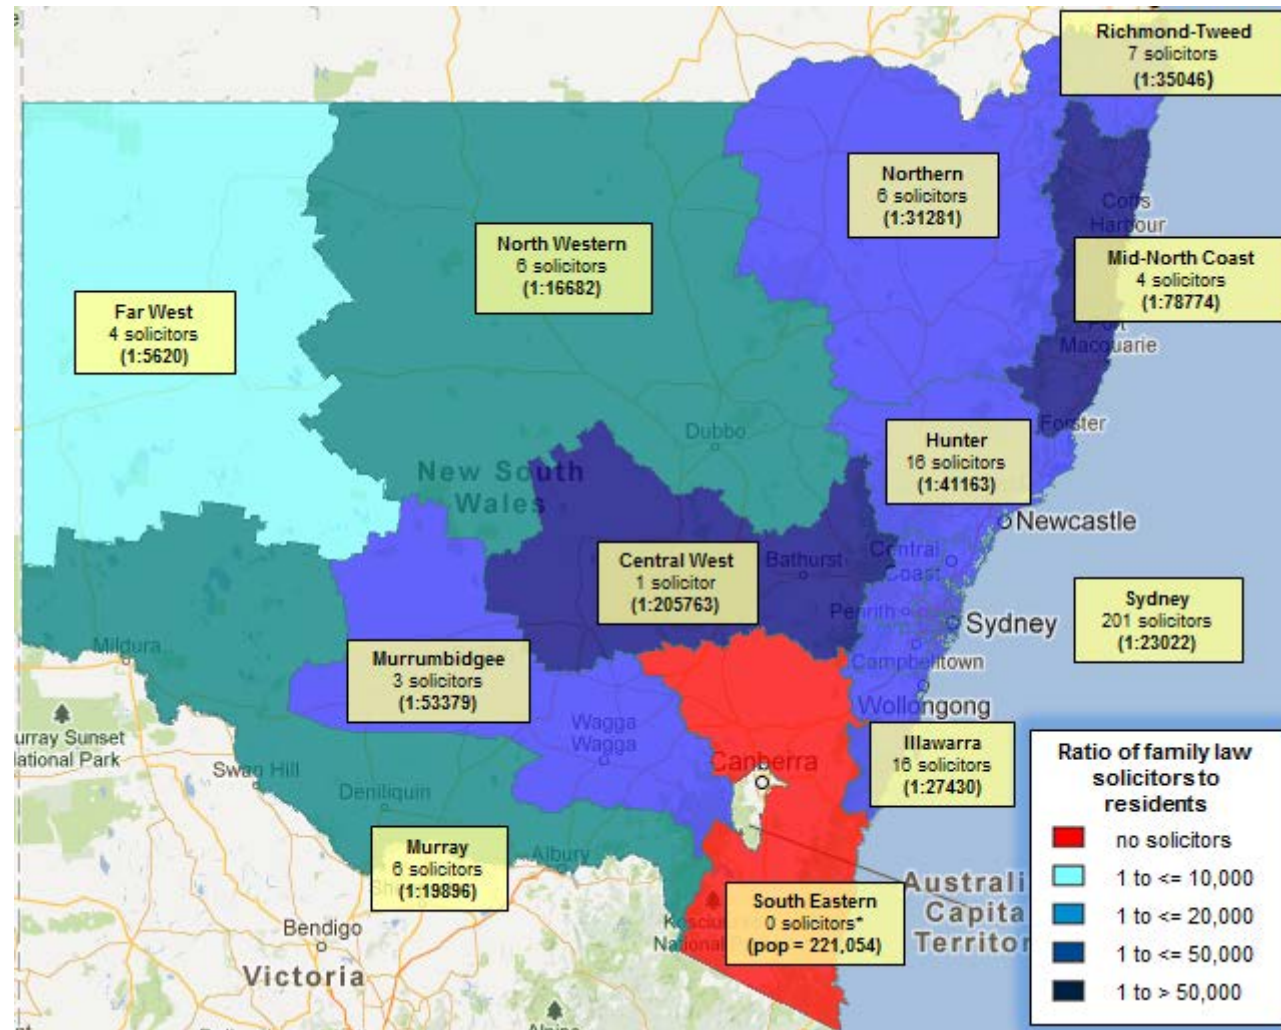 Richmond-Tweed
7 solicitors
(1:35046)
Northern
6 solicitors
(1:31281)
Coffs
Harbour
North Western
6 solicitors
(1:16682)
Mid-North Coast
4 solicitors
(1:78774)
Far West
4 solicitors
(1:5620)
Macquarie
Forster
Dubbo
Hunter
16 solicitors
(1:41163)
New South
Wales
Newcastle
Central West
1 solicitor
(1:205763)
Bathurst
Central
Coast
Penrith
Sydney
Sydney
201 solicitors
(1:23022)
Campbelltown
Mildura
Murrumbidgee
3 solicitors
(1:53379)
Wollongong
Wagga
Wagga
urray Sunset
National Park
Swan Hill
Canberra
Illawarra
16 solicitors
(1:27430)
Deniliquin
Murray
6 solicitors
(1:19896)
Albury
South Eastern
0 solicitors*
(pop = 221,054)
Australi
Capita
Territor
Bendigo
Victoria
Ratio of family law
solicitors to
residents
no solicitors
1 to <= 10,000
1 to <= 20,000
1 to <= 50,000
1 to > 50,000